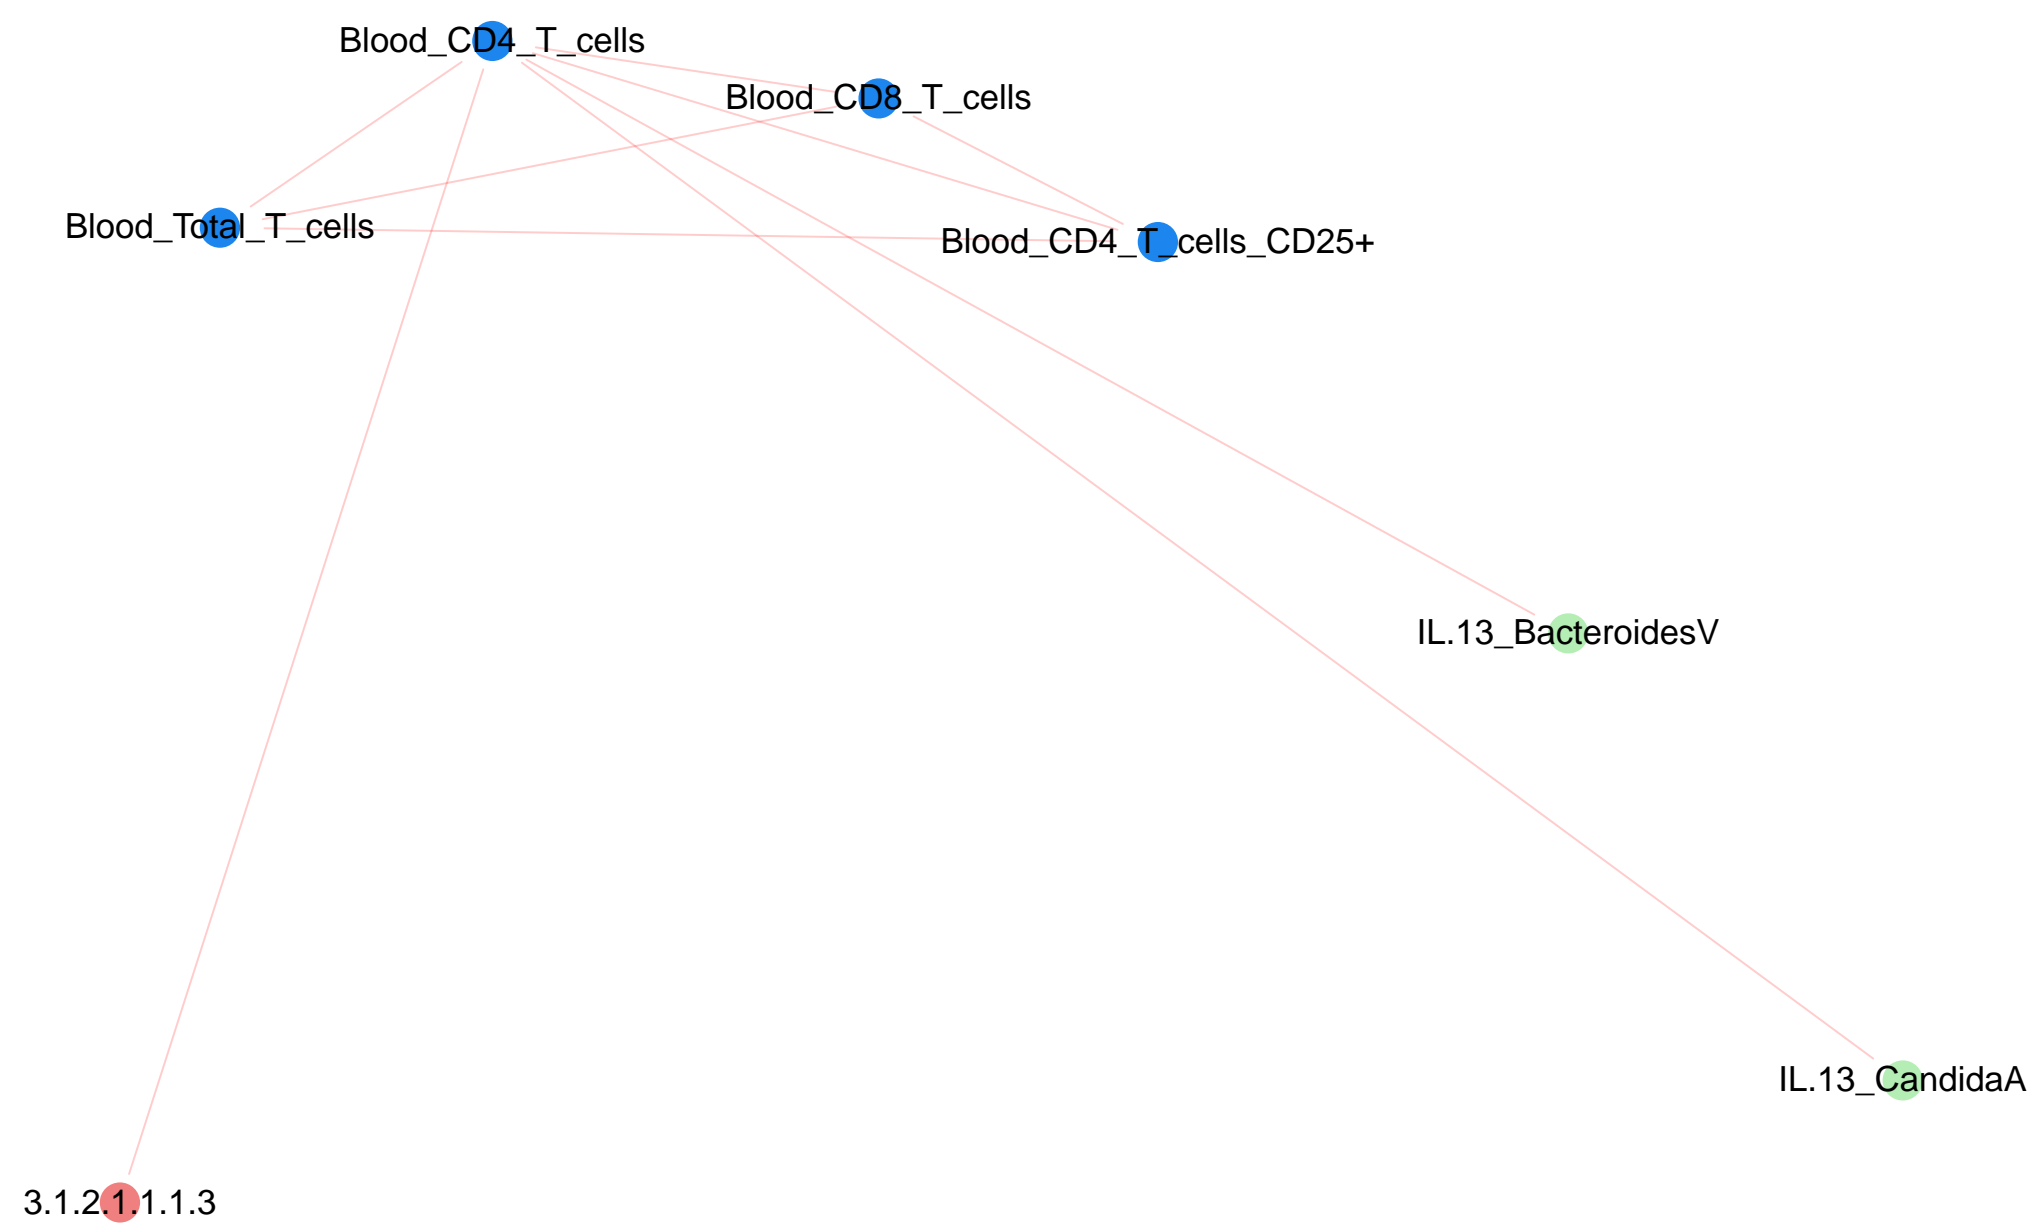 Blood_CD4_T_cells
Blood_CD8_T_cells
Blood_Total_T_cells
Blood_CD4_T_cells_CD25+
IL.13_BacteroidesV
IL.13_CandidaA
3.1.2.1.1.1.3